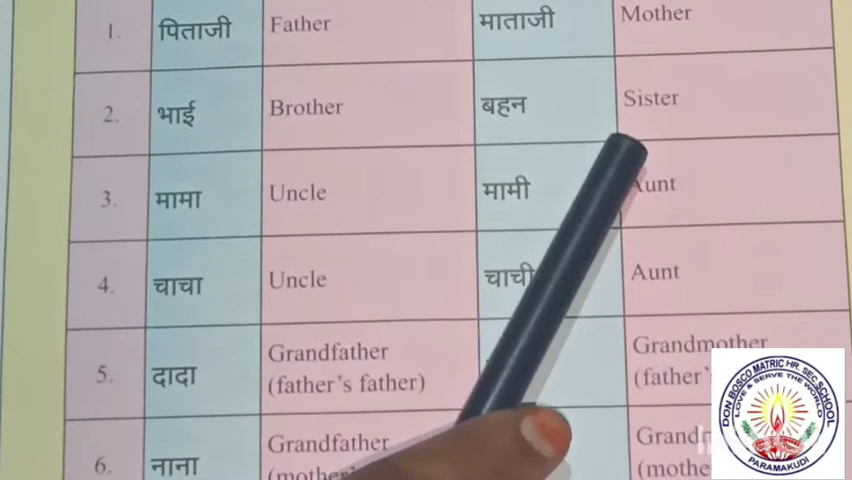 1. पिताजी Father माताजी Mother
2. भाई Brother बहन Sister
3. मामा Uncle मामी Aunt
4. चाचा Uncle चाची Aunt
5. दादा Grandfather Grandmother
(father's father)
6. नाना Grandfather
DON BOSCO MATRIC HR. SEC. SCHOOL
LOVE & SERVE THE WORLD
PARAMAKUDI